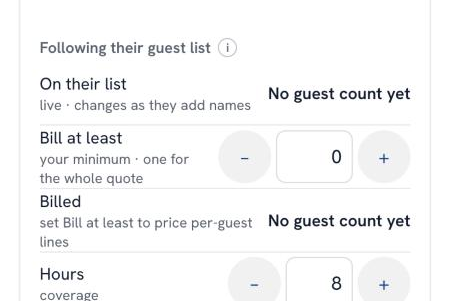 Following their guest list i
On their list
live · changes as they add names
No guest count yet
Bill at least
your minimum · one for
the whole quote
– 0 +
Billed
set Bill at least to price per-guest
lines
No guest count yet
Hours
coverage
– 8 +